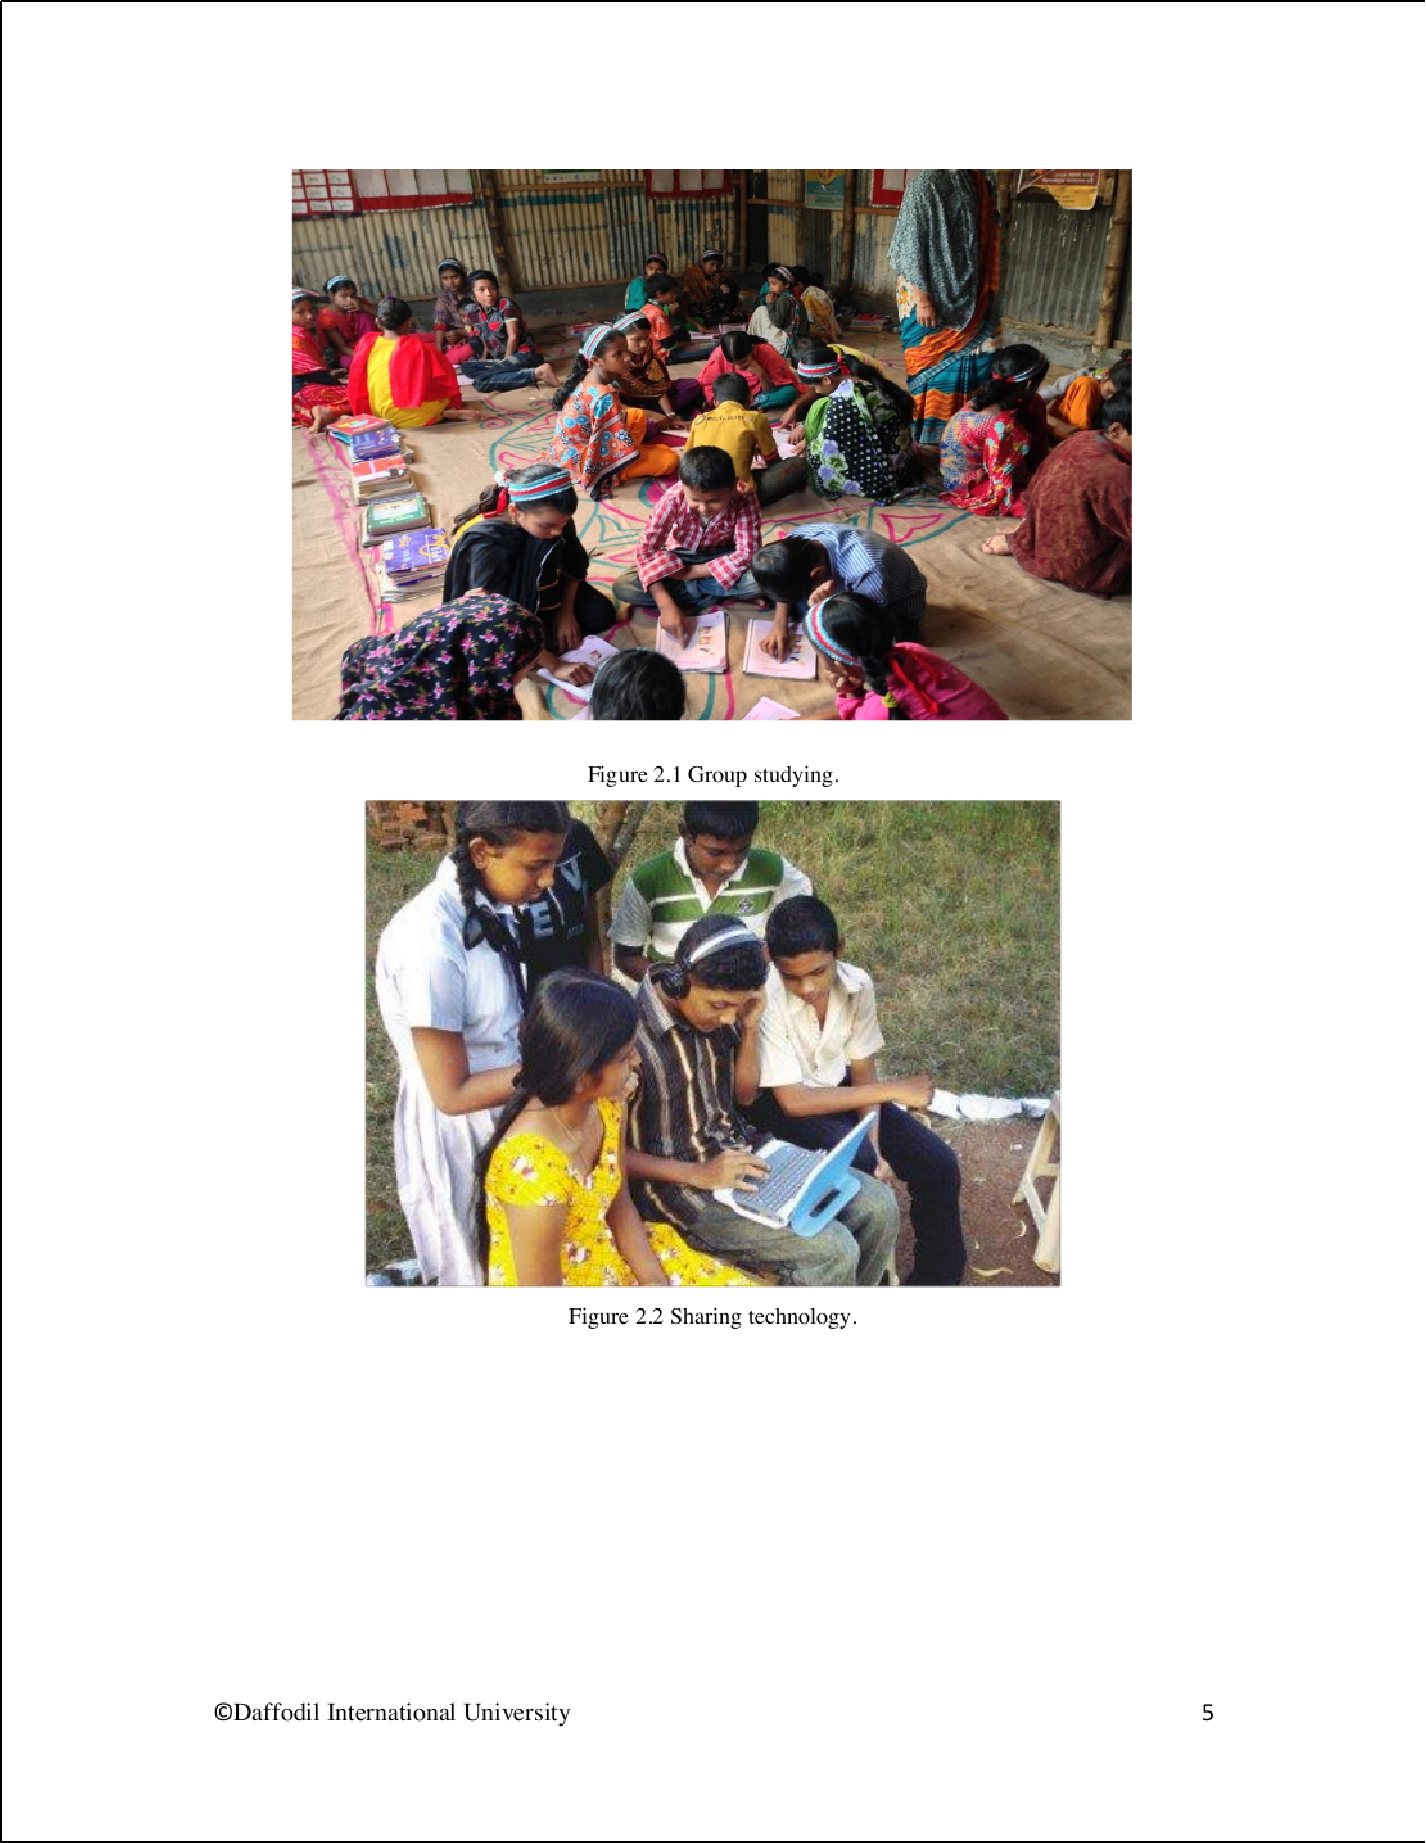 Figure 2.1 Group studying.
Figure 2.2 Sharing technology.
©Daffodil International University 5